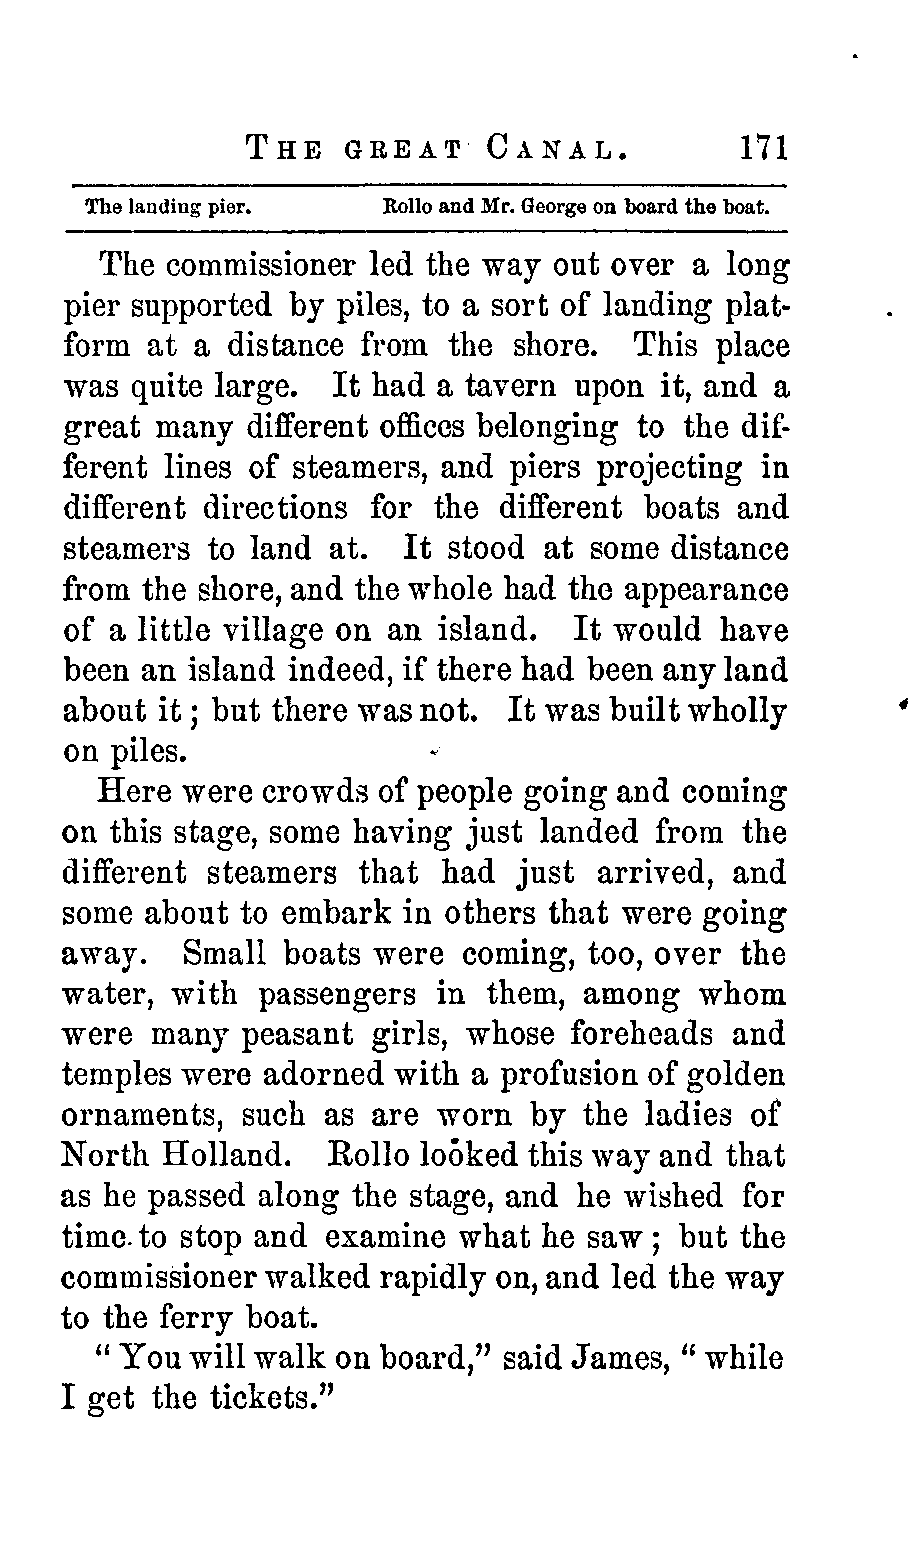 THE GREAT CANAL. 171
The landing pier. Rollo and Mr. George on board the boat.
The commissioner led the way out over a long
pier supported by piles, to a sort of landing plat-
form at a distance from the shore. This place
was quite large. It had a tavern upon it, and a
great many different offices belonging to the dif-
ferent lines of steamers, and piers projecting in
different directions for the different boats and
steamers to land at. It stood at some distance
from the shore, and the whole had the appearance
of a little village on an island. It would have
been an island indeed, if there had been any land
about it; but there was not. It was built wholly
on piles.
Here were crowds of people going and coming
on this stage, some having just landed from the
different steamers that had just arrived, and
some about to embark in others that were going
away. Small boats were coming, too, over the
water, with passengers in them, among whom
were many peasant girls, whose foreheads and
temples were adorned with a profusion of golden
ornaments, such as are worn by the ladies of
North Holland. Rollo looked this way and that
as he passed along the stage, and he wished for
time to stop and examine what he saw; but the
commissioner walked rapidly on, and led the way
to the ferry boat.
"You will walk on board," said James, "while
I get the tickets."